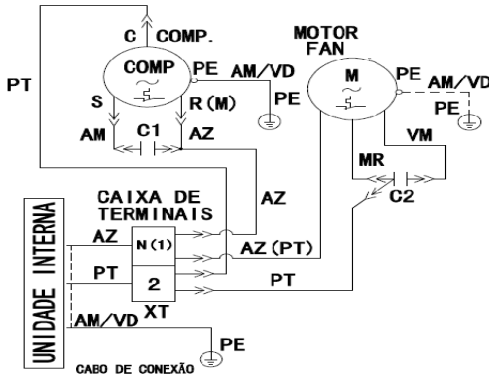 C COMP.
MOTOR
FAN
COMP
PE
AM/VD
PE
M
PE
AM/VD
PE
PT
S
R(M)
AM
C1
AZ
VM
MR
C2
CAIXA DE
TERMINAIS
AZ
UNIDADE INTERNA
AZ
N(1)
AZ(PT)
PT
2
PT
XT
AM/VD
PE
CABO DE CONEXÃO